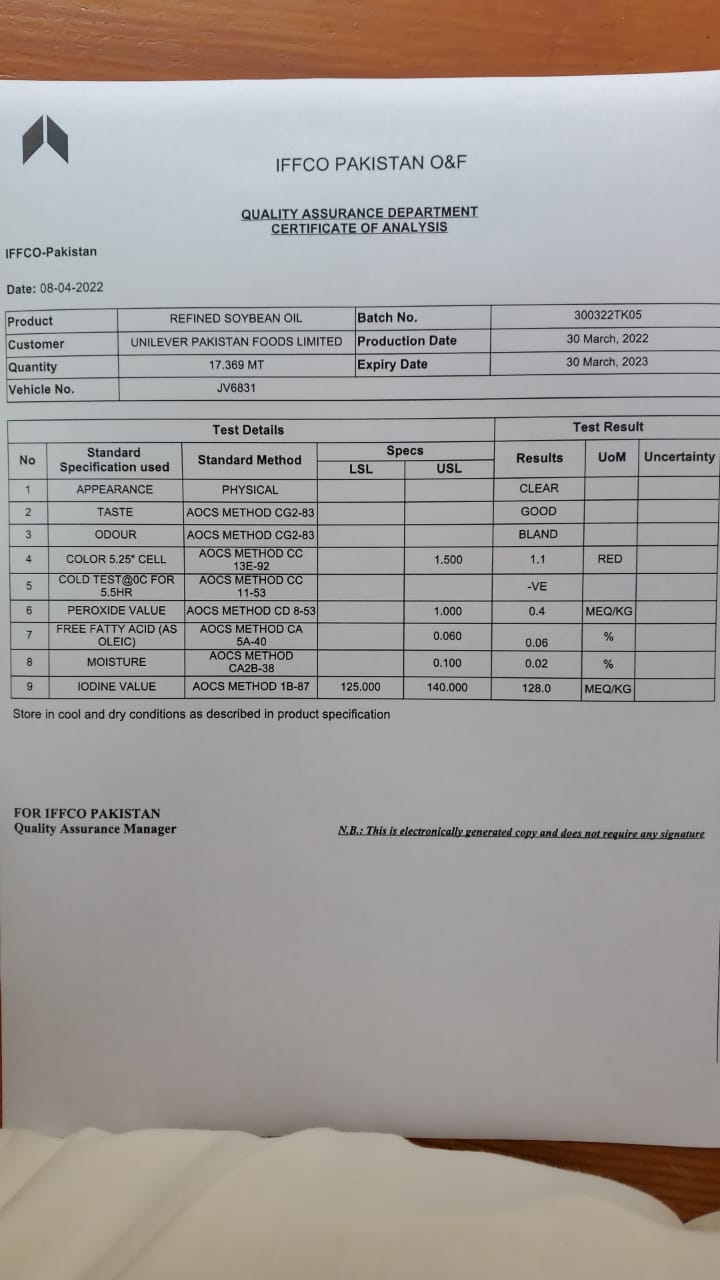 IFFCO PAKISTAN O&F
QUALITY ASSURANCE DEPARTMENT
CERTIFICATE OF ANALYSIS
IFFCO-Pakistan
Date: 08-04-2022
Product REFINED SOYBEAN OIL Batch No. 300322TK05
Customer UNILEVER PAKISTAN FOODS LIMITED Production Date 30 March, 2022
Quantity 17.369 MT Expiry Date 30 March, 2023
Vehicle No. JV6831
Test Details Test Result
No Standard Specification used Standard Method Specs LSL USL Results UoM Uncertainty
1 APPEARANCE PHYSICAL CLEAR
2 TASTE AOCS METHOD CG2-83 GOOD
3 ODOUR AOCS METHOD CG2-83 BLAND
4 COLOR 5.25" CELL AOCS METHOD CC 13E-92 1.500 1.1 RED
5 COLD TEST@0C FOR 5.5HR AOCS METHOD CC 11-53 -VE
6 PEROXIDE VALUE AOCS METHOD CD 8-53 1.000 0.4 MEQ/KG
7 FREE FATTY ACID (AS OLEIC) AOCS METHOD CA 5A-40 0.060 0.06 %
8 MOISTURE AOCS METHOD CA2B-38 0.100 0.02 %
9 IODINE VALUE AOCS METHOD 1B-87 125.000 140.000 128.0 MEQ/KG
Store in cool and dry conditions as described in product specification
FOR IFFCO PAKISTAN
Quality Assurance Manager
N.B.: This is electronically generated copy and does not require any signature